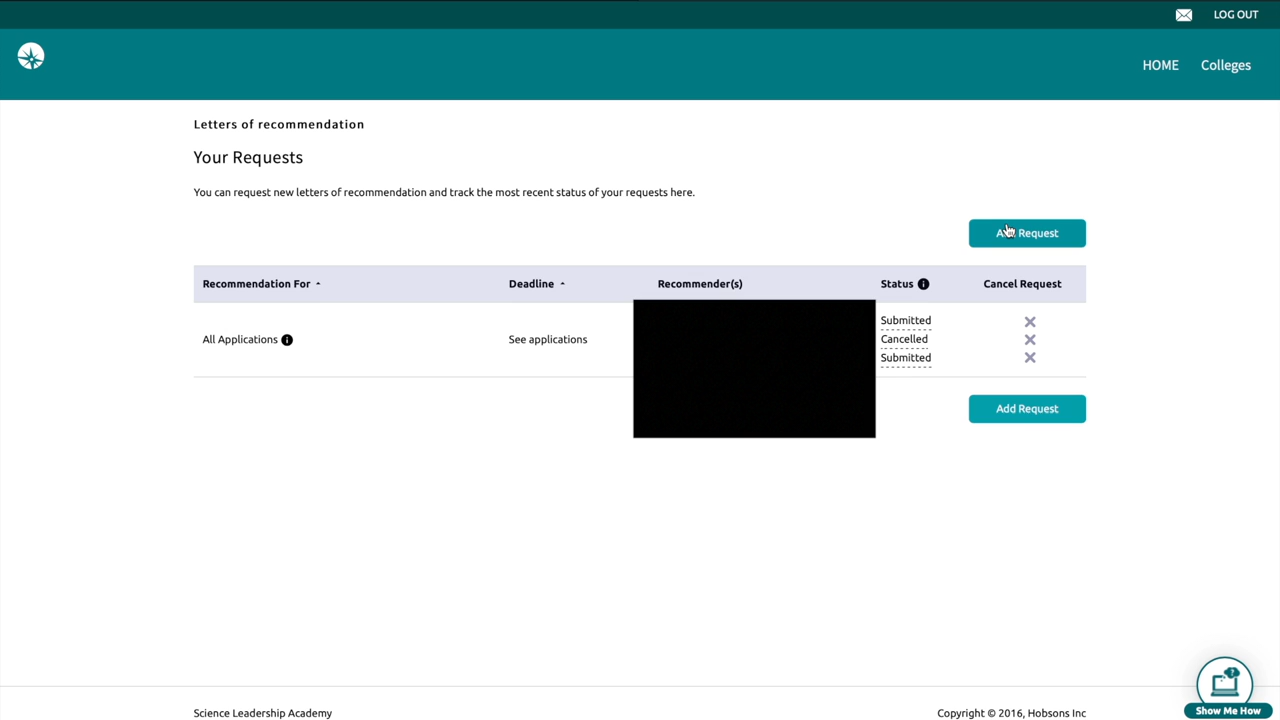 LOG OUT
HOME Colleges
Letters of recommendation
Your Requests
You can request new letters of recommendation and track the most recent status of your requests here.
Request
Recommendation For Deadline Recommender(s) Status Cancel Request
Submitted
All Applications See applications Cancelled
Submitted
Add Request
Show Me How
Science Leadership Academy Copyright © 2016, Hobsons Inc